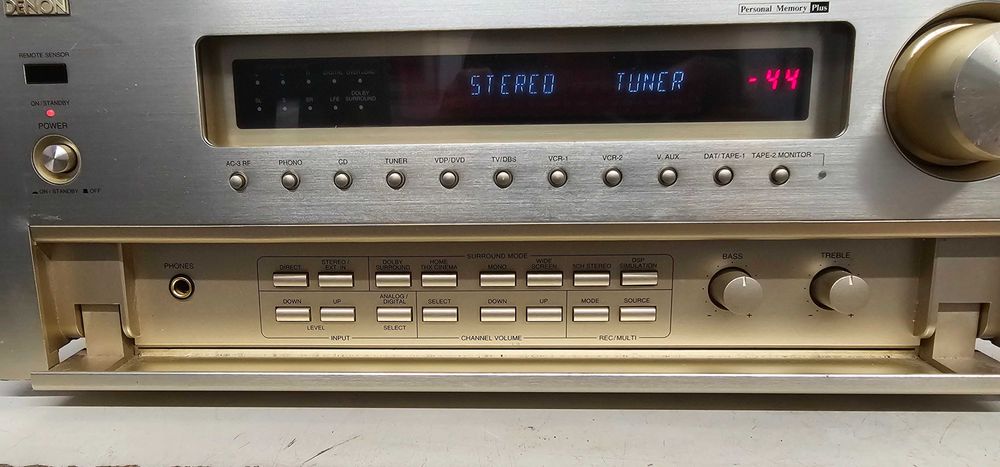 DENON
Personal Memory Plus
REMOTE SENSOR
ON / STANDBY
POWER
ON / STANDBY OFF
DIGITAL
SL S SR LFE DOLBY SURROUND
STEREO TUNER -44
AC-3 RF PHONO CD TUNER VDP/DVD TV/DBS VCR-1 VCR-2 V. AUX DAT/TAPE-1 TAPE-2 MONITOR
PHONES
SURROUND MODE
DIRECT STEREO / EXT. IN DOLBY SURROUND HOME THX CINEMA MONO WIDE SCREEN 5CH STEREO DSP SIMULATION
DOWN UP ANALOG / DIGITAL SELECT DOWN UP MODE SOURCE
LEVEL SELECT
INPUT CHANNEL VOLUME REC/MULTI
BASS TREBLE
- + - +